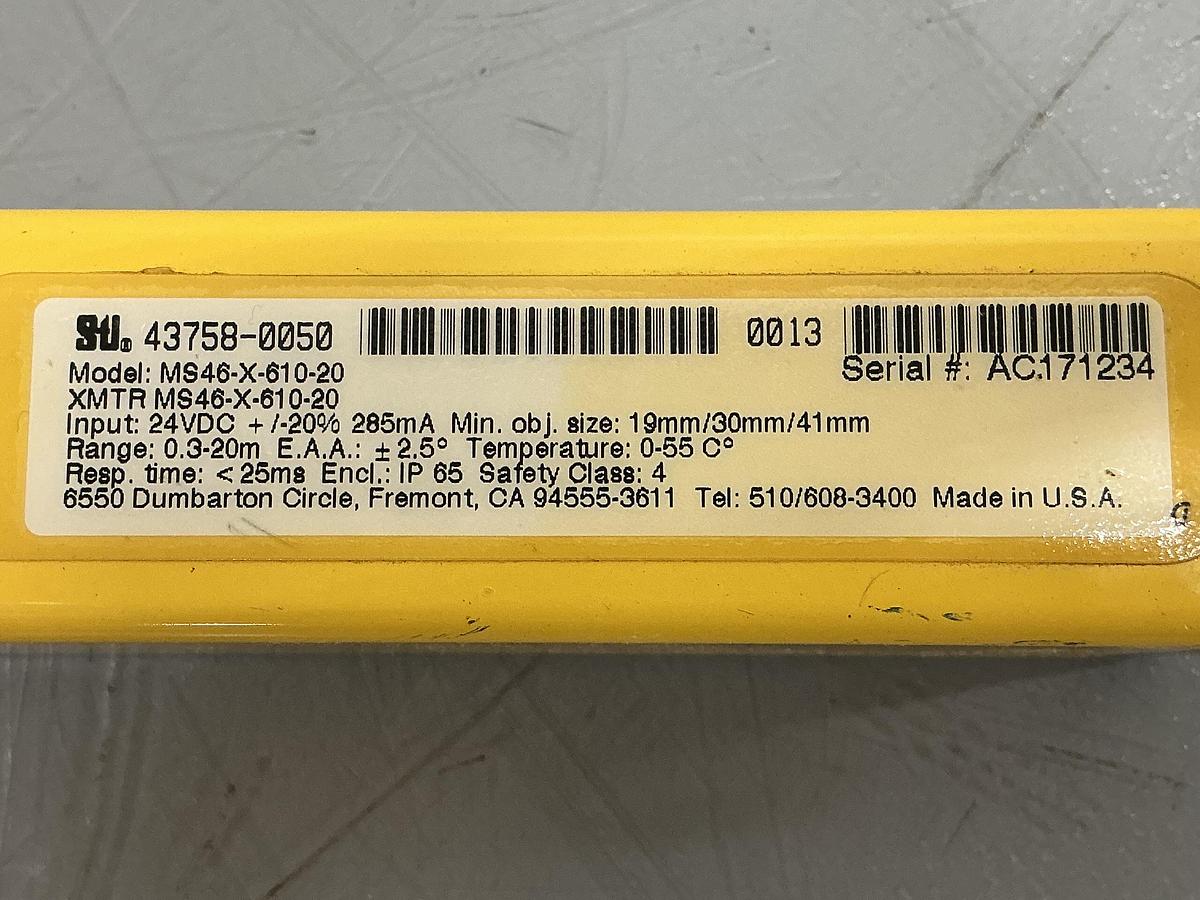 STI® 43758-0050 0013
Serial #: AC171234
Model: MS46-X-610-20
XMTR MS46-X-610-20
Input: 24VDC +/-20% 285mA Min. obj. size: 19mm/30mm/41mm
Range: 0.3-20m E.A.A.: ± 2.5° Temperature: 0-55 C°
Resp. time: < 25ms Encl.: IP 65 Safety Class: 4
6550 Dumbarton Circle, Fremont, CA 94555-3611 Tel: 510/608-3400 Made in U.S.A.